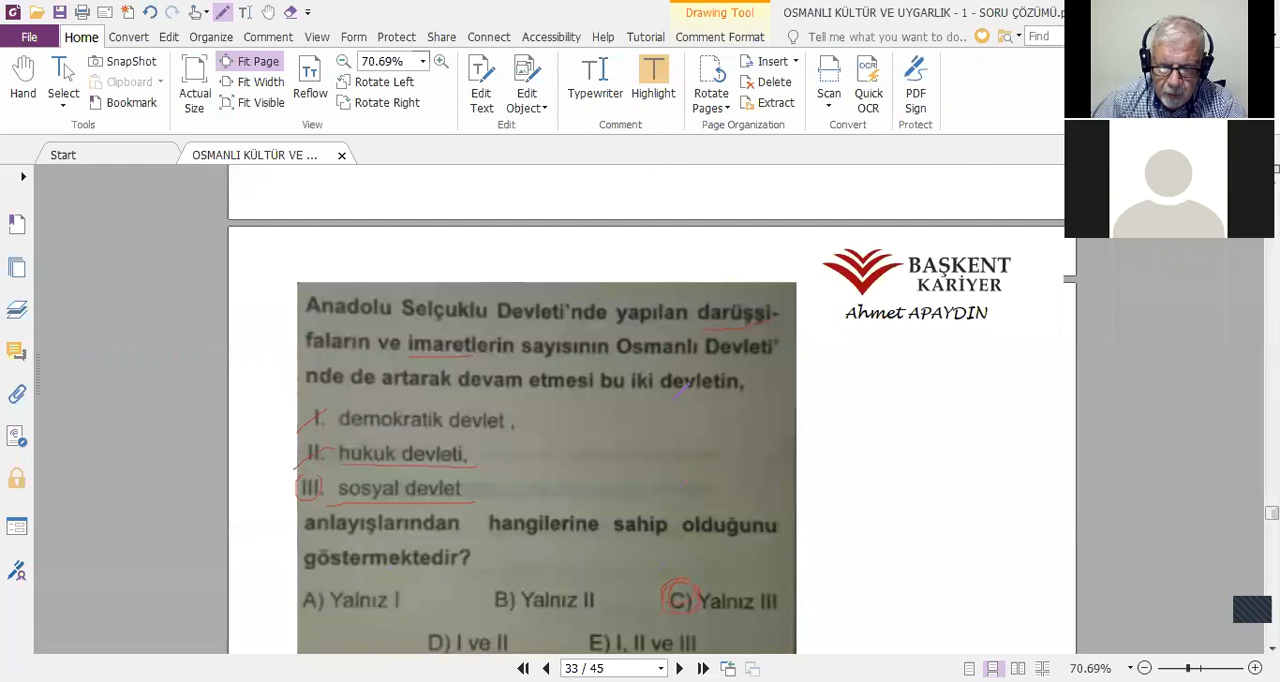 Drawing Tool
OSMANLI KÜLTÜR VE UYGARLIK - 1 - SORU ÇÖZÜMÜ.p
File Home Convert Edit Organize Comment View Form Protect Share Connect Accessibility Help Tutorial Comment Format Tell me what you want to do.. Find
Hand
Select
SnapShot
Clipboard
Bookmark
Tools
Actual Size
Fit Page
Fit Width
Fit Visible
Reflow
70.69%
Rotate Left
Rotate Right
View
Edit Text
Edit Object
Edit
Typewriter
Highlight
Comment
Rotate Pages
Insert
Delete
Extract
Page Organization
Scan
Quick OCR
Convert
PDF Sign
Protect
Start
OSMANLI KÜLTÜR VE ...
BAŞKENT
KARİYER
Ahmet APAYDIN
Anadolu Selçuklu Devleti'nde yapılan darüşşi-
faların ve imaretlerin sayısının Osmanlı Devleti'
nde de artarak devam etmesi bu iki devletin,
I. demokratik devlet ,
II. hukuk devleti,
III. sosyal devlet
anlayışlarından hangilerine sahip olduğunu
göstermektedir?
A) Yalnız I B) Yalnız II C) Yalnız III
D) I ve II E) I, II ve III
33 / 45
70.69%